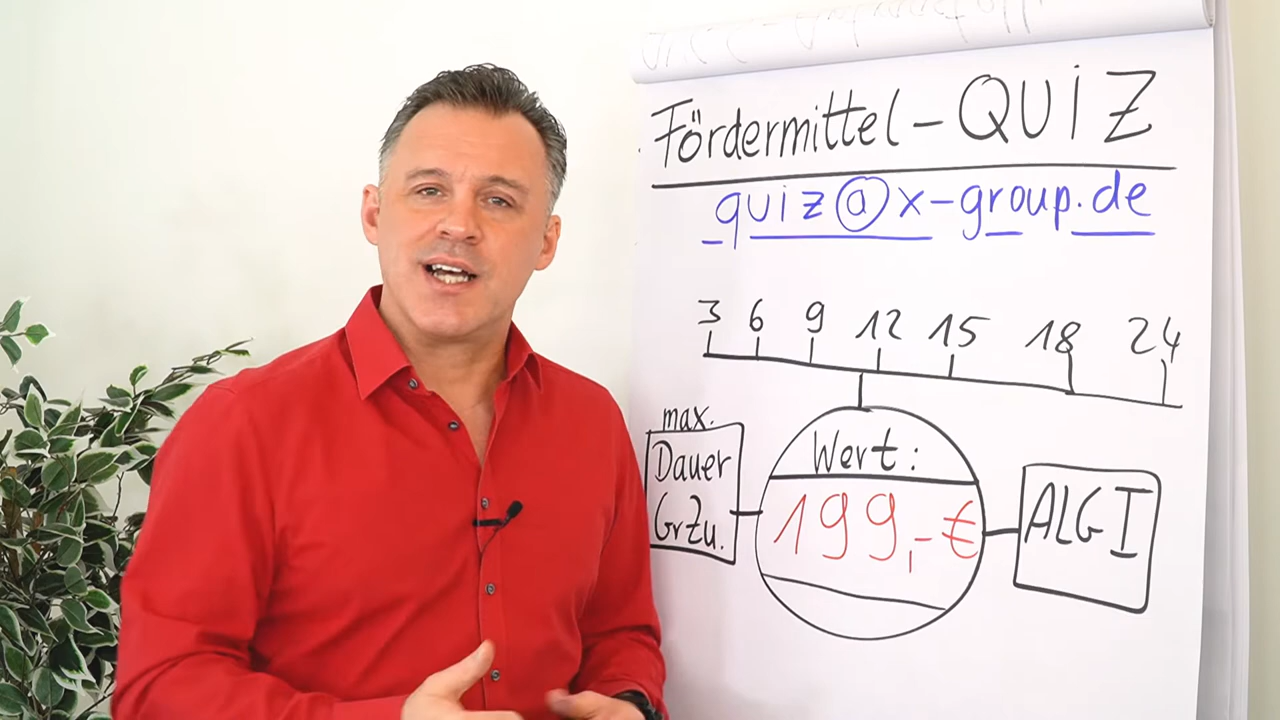 Fördermittel-QUIZ
quiz@x-group.de
3 6 9 12 15 18 24
max.
Dauer
GrZu.
Wert:
199,-€
ALG I